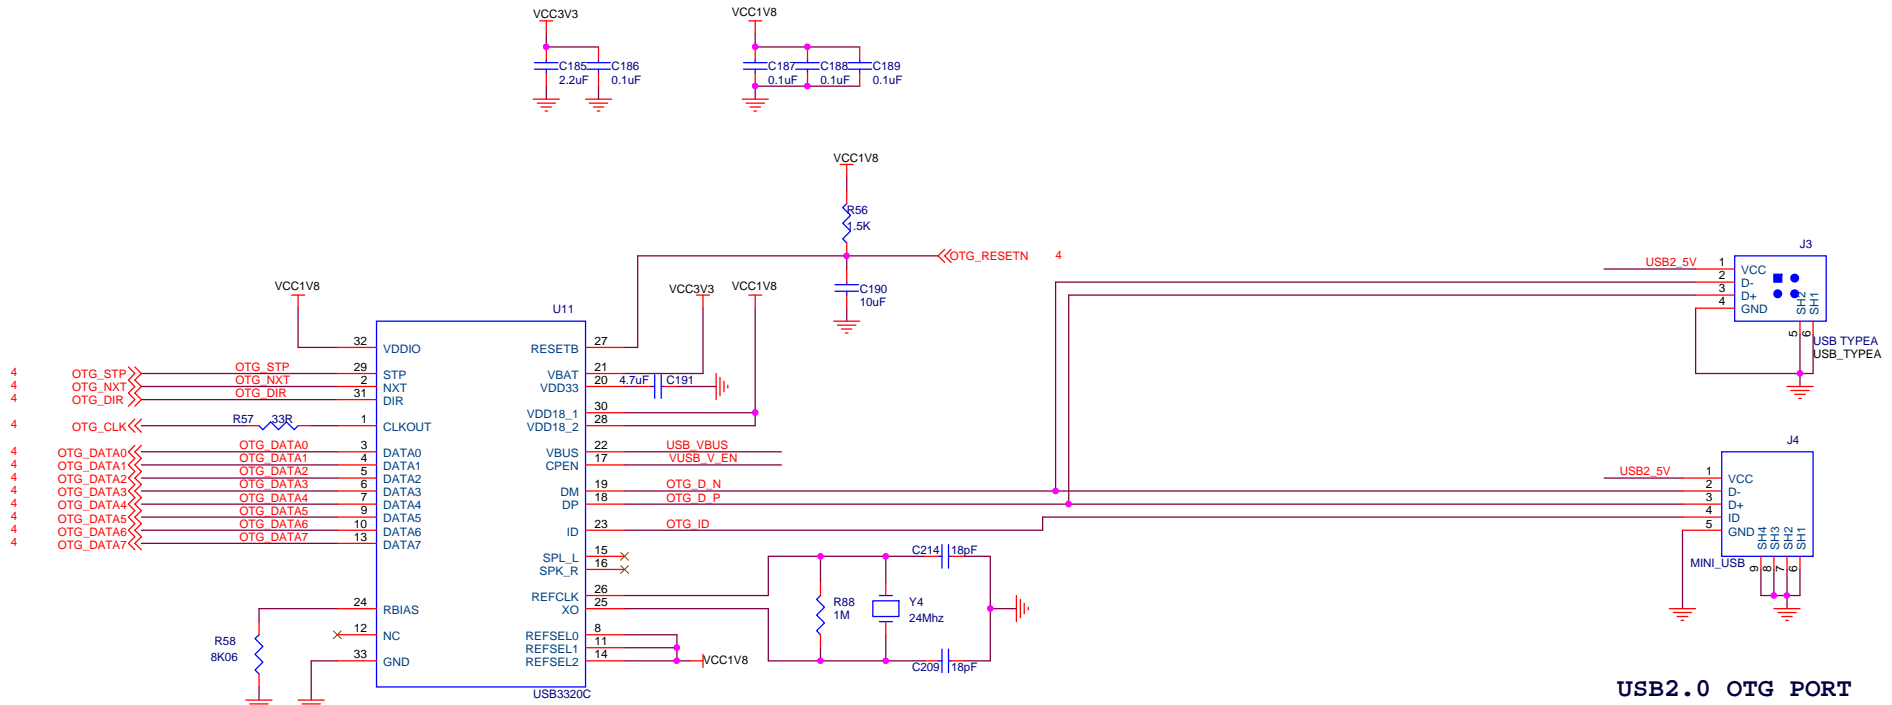 VCC3V3
VCC1V8
C185
2.2uF
C186
0.1uF
C187
0.1uF
C188
0.1uF
C189
0.1uF
VCC1V8
R56
1.5K
OTG_RESETN 4
C190
10uF
VCC1V8
VCC3V3
VCC1V8
U11
32 VDDIO
4 OTG_STP OTG_STP 29 STP
4 OTG_NXT OTG_NXT 2 NXT
4 OTG_DIR OTG_DIR 31 DIR
4 OTG_CLK R57 33R 1 CLKOUT
4 OTG_DATA0 OTG_DATA0 3 DATA0
4 OTG_DATA1 OTG_DATA1 4 DATA1
4 OTG_DATA2 OTG_DATA2 5 DATA2
4 OTG_DATA3 OTG_DATA3 6 DATA3
4 OTG_DATA4 OTG_DATA4 7 DATA4
4 OTG_DATA5 OTG_DATA5 9 DATA5
4 OTG_DATA6 OTG_DATA6 10 DATA6
4 OTG_DATA7 OTG_DATA7 13 DATA7
24 RBIAS
R58
8K06
12 NC
33 GND
RESETB 27
VBAT 21
VDD33 20 4.7uF C191
VDD18_1 30
VDD18_2 28
VBUS 22 USB_VBUS
CPEN 17 VUSB_V_EN
DM 19 OTG_D_N
DP 18 OTG_D_P
ID 23 OTG_ID
SPL_L 15
SPK_R 16
REFCLK 26
XO 25
REFSEL0 8
REFSEL1 11
REFSEL2 14 VCC1V8
USB3320C
C214 18pF
R88
1M
Y4
24Mhz
C209 18pF
J3
USB2_5V 1 VCC
2 D-
3 D+
4 GND
SH2 SH1
5 6
USB TYPEA
USB_TYPEA
J4
USB2_5V 1 VCC
2 D-
3 D+
4 ID
5 GND
SH4 SH3 SH2 SH1
MINI_USB
9 8 7 6
USB2.0 OTG PORT